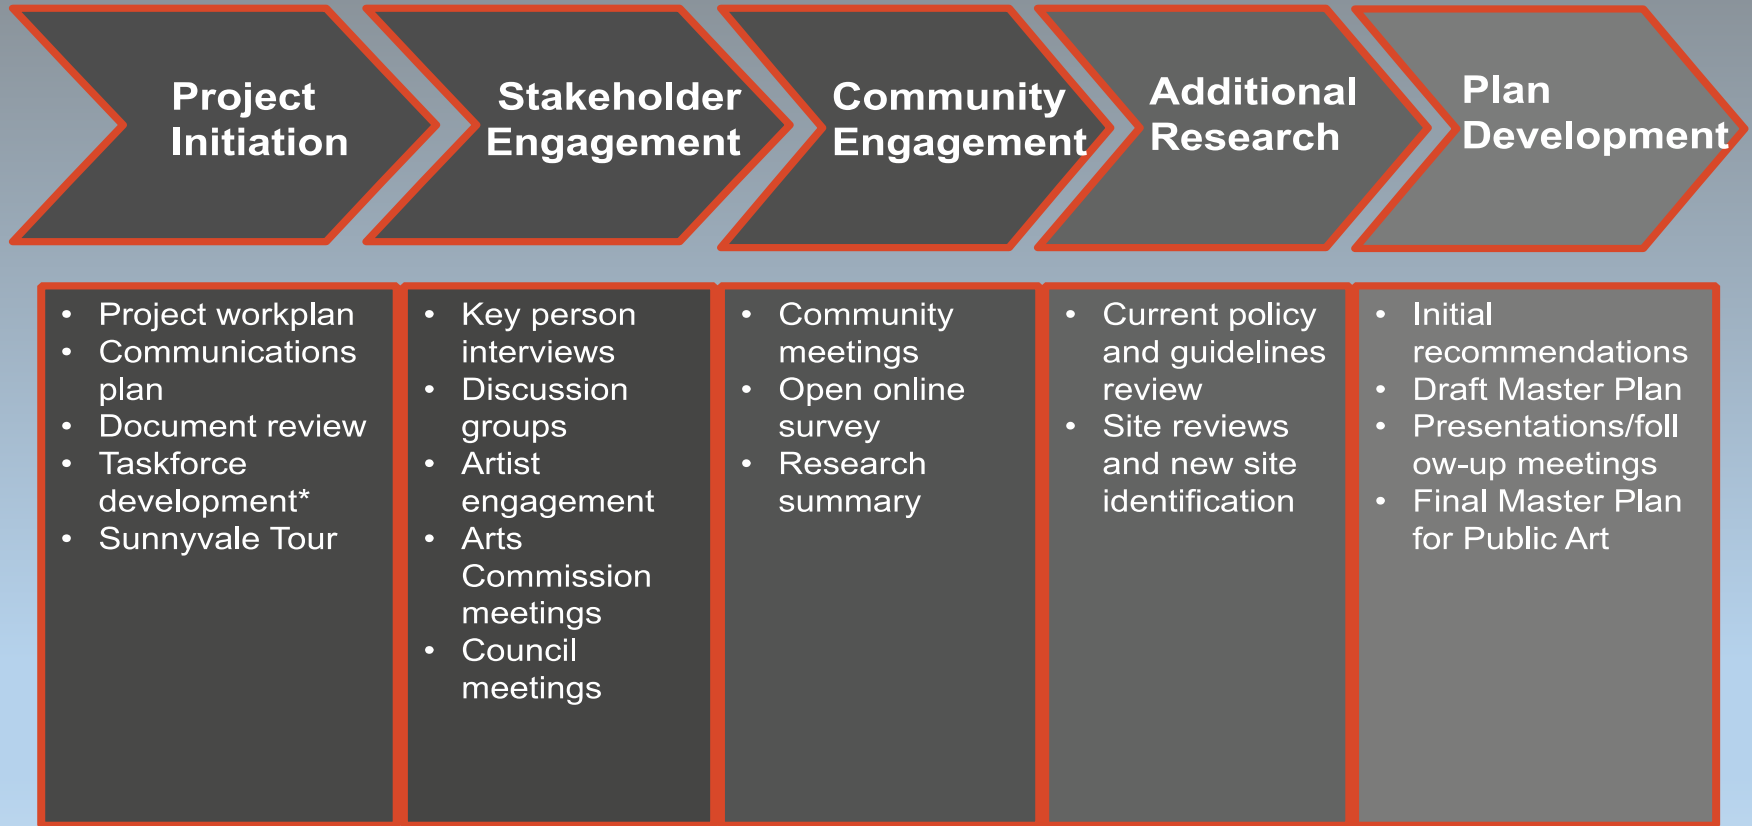 Project
Initiation
Stakeholder
Engagement
Community
Engagement
Additional
Research
Plan
Development
• Project workplan
• Communications
plan
• Document review
• Taskforce
development*
• Sunnyvale Tour
• Key person
interviews
• Discussion
groups
• Artist
engagement
• Arts
Commission
meetings
• Council
meetings
• Community
meetings
• Open online
survey
• Research
summary
• Current policy
and guidelines
review
• Site reviews
and new site
identification
• Initial
recommendations
• Draft Master Plan
• Presentations/foll
ow-up meetings
• Final Master Plan
for Public Art